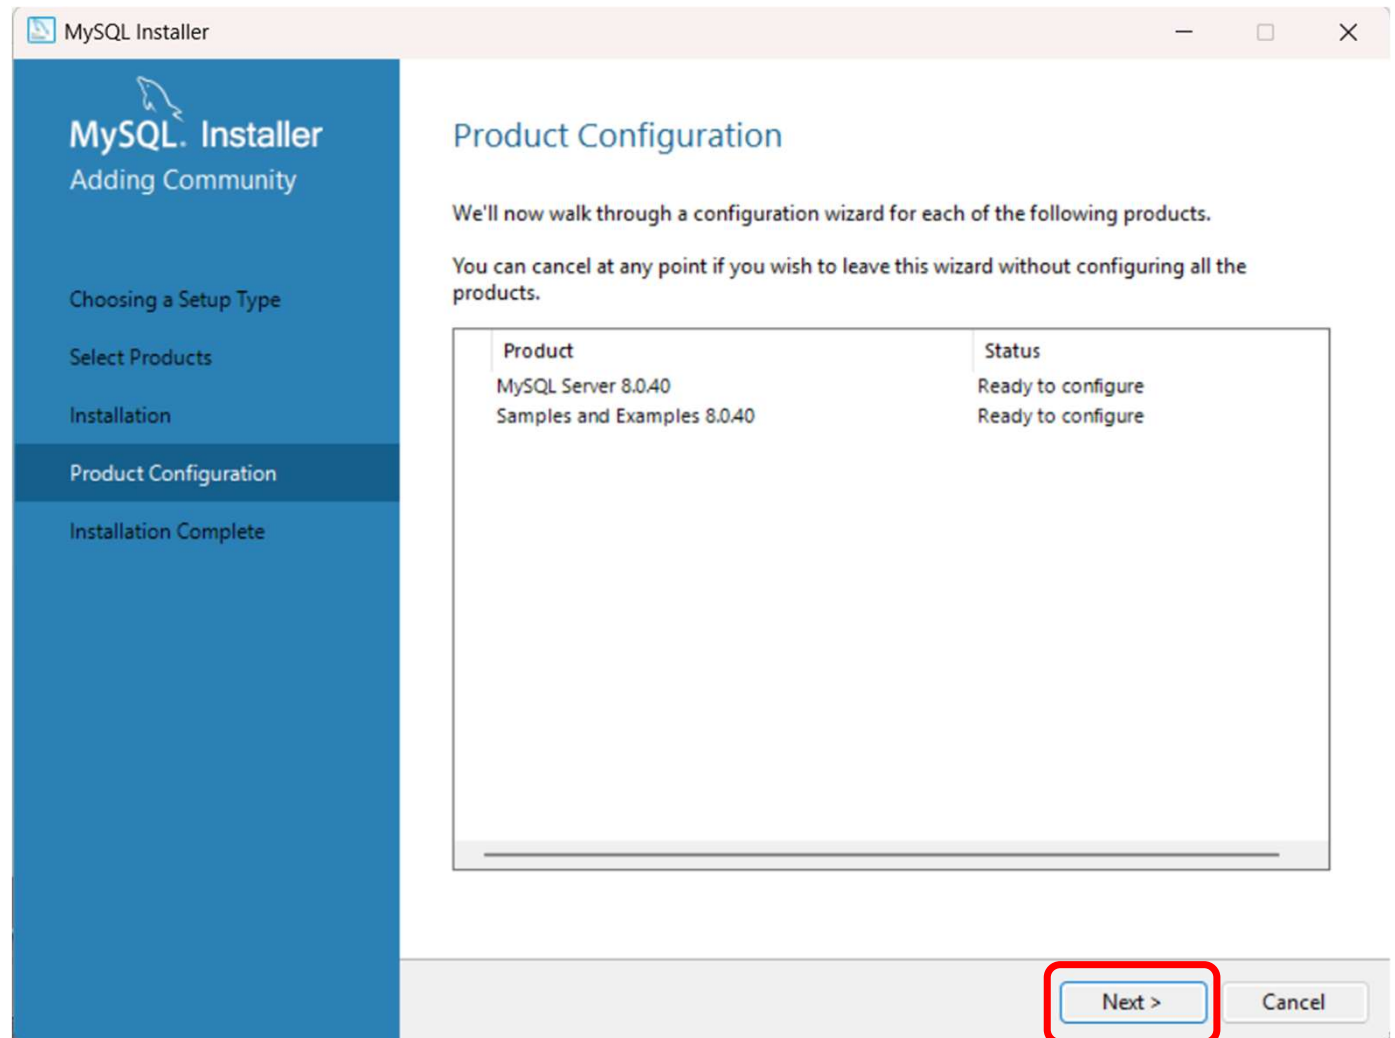 MySQL Installer
MySQL. Installer
Adding Community
Choosing a Setup Type
Select Products
Installation
Product Configuration
Installation Complete
Product Configuration
We'll now walk through a configuration wizard for each of the following products.
You can cancel at any point if you wish to leave this wizard without configuring all the
products.
Product Status
MySQL Server 8.0.40 Ready to configure
Samples and Examples 8.0.40 Ready to configure
Next > Cancel